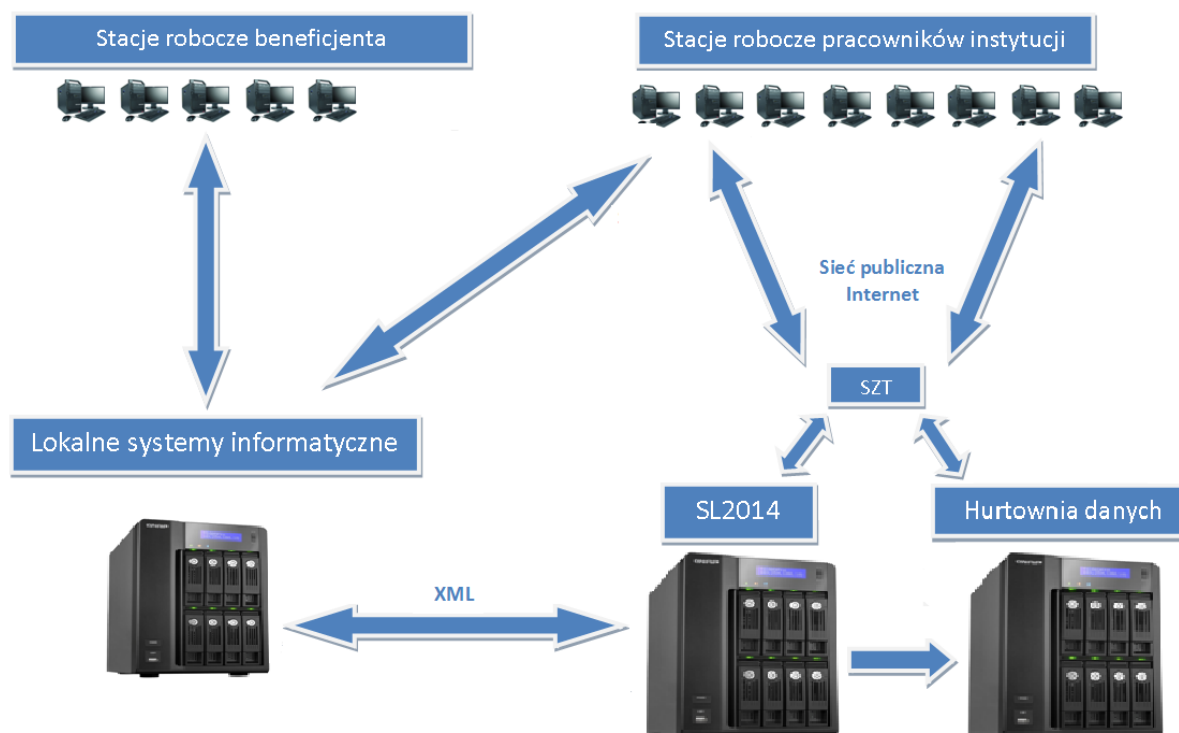 Stacje robocze beneficjenta
Stacje robocze pracowników instytucji
Sieć publiczna
Internet
SZT
Lokalne systemy informatyczne
SL2014
Hurtownia danych
XML